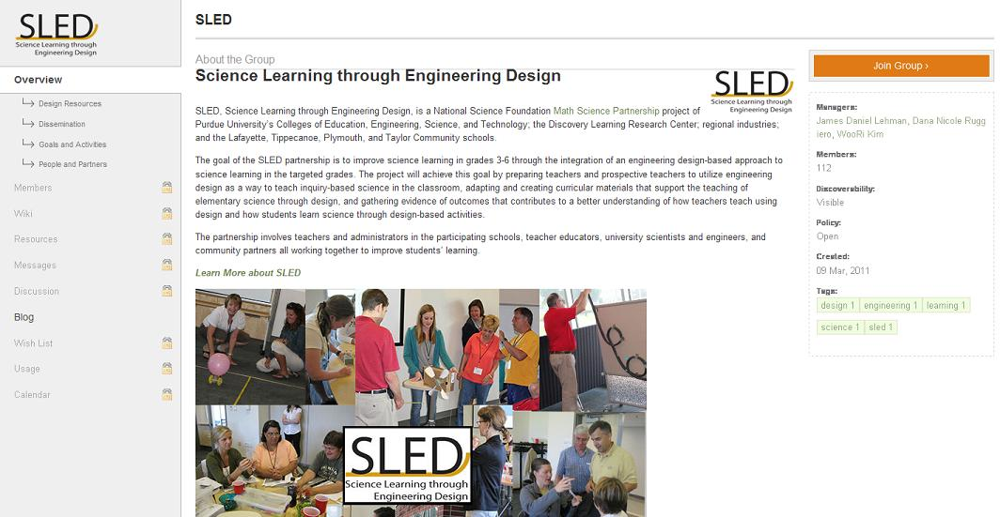 SLED
Science Learning through
Engineering Design
Overview
Design Resources
Dissemination
Goals and Activities
People and Partners
Members
Wiki
Resources
Messages
Discussion
Blog
Wish List
Usage
Calendar
SLED
About the Group
Science Learning through Engineering Design
SLED
Science Learning through
Engineering Design
SLED, Science Learning through Engineering Design, is a National Science Foundation Math Science Partnership project of
Purdue University's Colleges of Education, Engineering, Science, and Technology; the Discovery Learning Research Center; regional industries;
and the Lafayette, Tippecanoe, Plymouth, and Taylor Community schools.
The goal of the SLED partnership is to improve science learning in grades 3-6 through the integration of an engineering design-based approach to
science learning in the targeted grades. The project will achieve this goal by preparing teachers and prospective teachers to utilize engineering
design as a way to teach inquiry-based science in the classroom, adapting and creating curricular materials that support the teaching of
elementary science through design, and gathering evidence of outcomes that contributes to a better understanding of how teachers teach using
design and how students learn science through design-based activities.
The partnership involves teachers and administrators in the participating schools, teacher educators, university scientists and engineers, and
community partners all working together to improve students' learning.
Learn More about SLED
SLED
Science Learning through
Engineering Design
Join Group ›
Managers:
James Daniel Lehman, Dana Nicole Rugg
iero, WooRi Kim
Members:
112
Discoverability:
Visible
Policy:
Open
Created:
09 Mar, 2011
Tags:
design 1 engineering 1 learning 1
science 1 sled 1